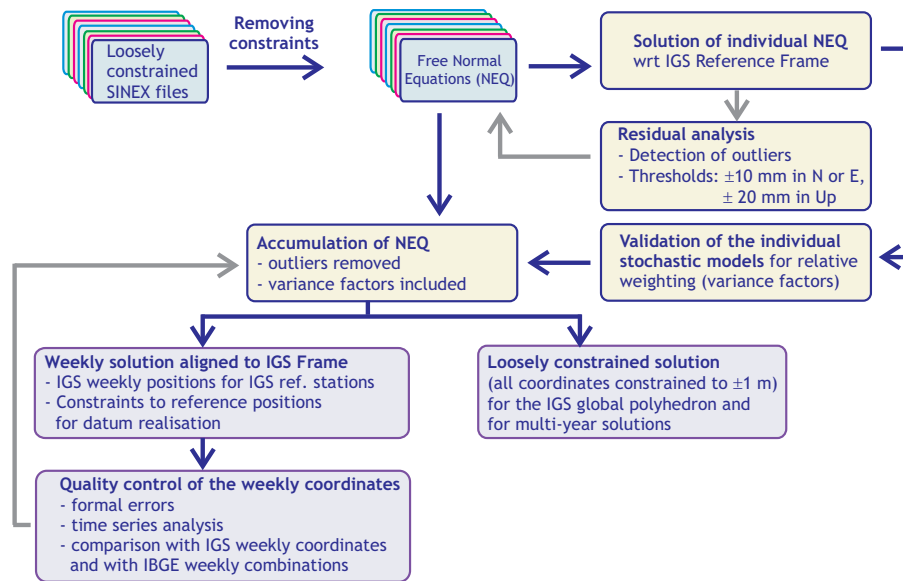 Removing
constraints
Loosely
constrained
SINEX files
Free Normal
Equations (NEQ)
Solution of individual NEQ
wrt IGS Reference Frame
Residual analysis
- Detection of outliers
- Thresholds: ±10 mm in N or E,
± 20 mm in Up
Accumulation of NEQ
- outliers removed
- variance factors included
Validation of the individual
stochastic models for relative
weighting (variance factors)
Weekly solution aligned to IGS Frame
- IGS weekly positions for IGS ref. stations
- Constraints to reference positions
for datum realisation
Loosely constrained solution
(all coordinates constrained to ±1 m)
for the IGS global polyhedron and
for multi-year solutions
Quality control of the weekly coordinates
- formal errors
- time series analysis
- comparison with IGS weekly coordinates
and with IBGE weekly combinations